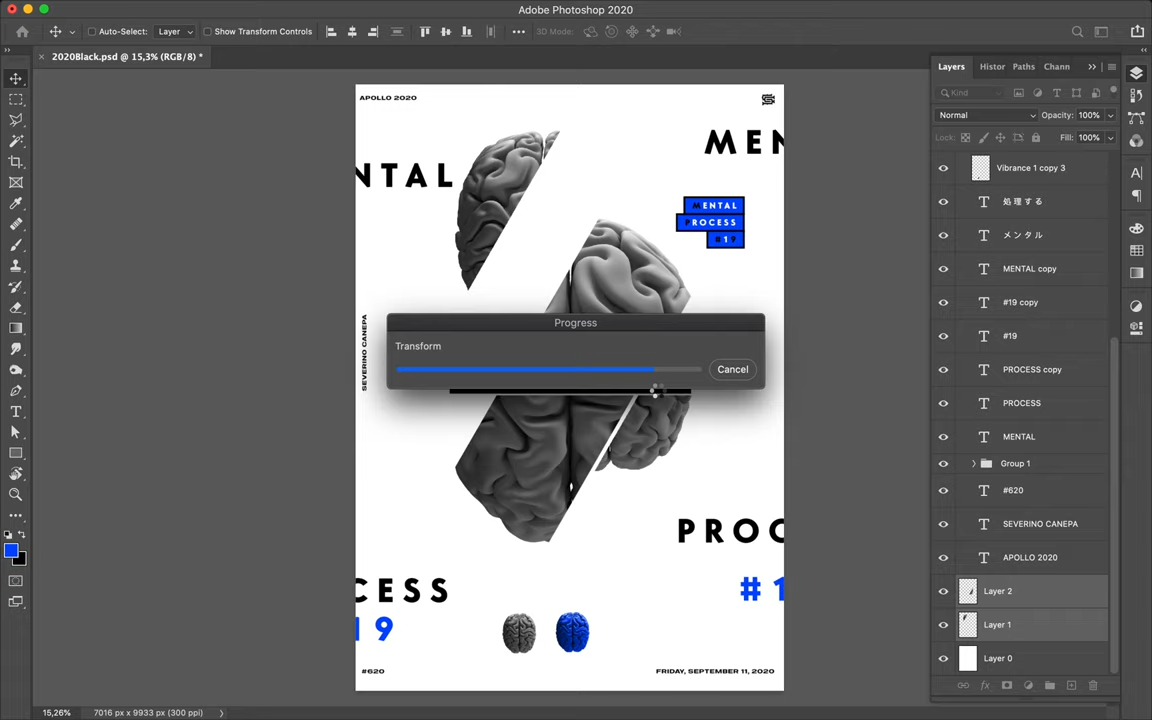 Adobe Photoshop 2020
Auto-Select:
Layer
Show Transform Controls
3D Mode:
2020Black.psd @ 15,3% (RGB/8) *
APOLLO 2020
NTAL
MEN
MENTAL
PROCESS
#19
SEVERINO CANEPA
Progress
Transform
Cancel
PROC
CESS
# 1
19
#620
FRIDAY, SEPTEMBER 11, 2020
Layers
Histor
Paths
Chann
Kind
Normal
Opacity: 100%
Lock:
Fill: 100%
Vibrance 1 copy 3
処理する
メンタル
MENTAL copy
#19 copy
#19
PROCESS copy
PROCESS
MENTAL
Group 1
#620
SEVERINO CANEPA
APOLLO 2020
Layer 2
Layer 1
Layer 0
15,26%
7016 px x 9933 px (300 ppi)